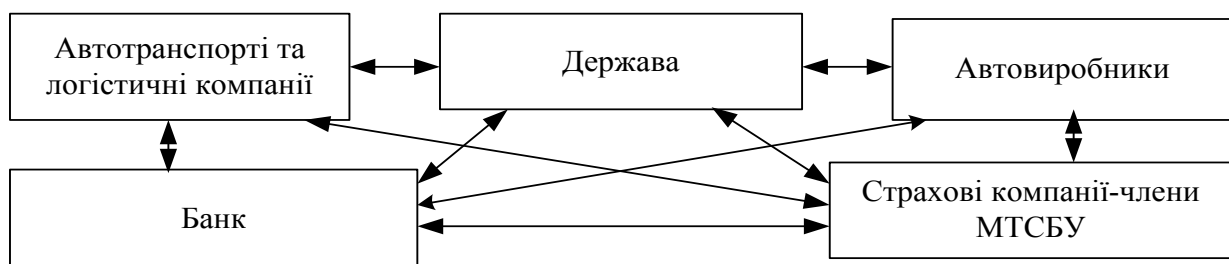 Автотранспорті та
логістичні компанії
Держава
Автовиробники
Банк
Страхові компанії-члени
МТСБУ